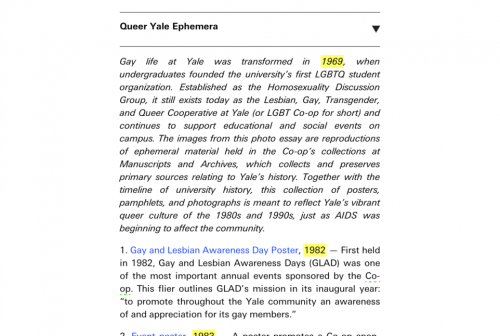 Queer Yale Ephemera
Gay life at Yale was transformed in 1969, when
undergraduates founded the university's first LGBTQ student
organization. Established as the Homosexuality Discussion
Group, it still exists today as the Lesbian, Gay, Transgender,
and Queer Cooperative at Yale (or LGBT Co-op for short) and
continues to support educational and social events on
campus. The images from this photo essay are reproductions
of ephemeral material held in the Co-op's collections at
Manuscripts and Archives, which collects and preserves
primary sources relating to Yale's history. Together with the
timeline of university history, this collection of posters,
pamphlets, and photographs is meant to reflect Yale's vibrant
queer culture of the 1980s and 1990s, just as AIDS was
beginning to affect the community.
1. Gay and Lesbian Awareness Day Poster, 1982 — First held
in 1982, Gay and Lesbian Awareness Days (GLAD) was one
of the most important annual events sponsored by the Co-
op. This flier outlines GLAD's mission in its inaugural year:
"to promote throughout the Yale community an awareness
of and appreciation for its gay members."
2. Event poster, 1983 — A poster promotes a Co-op spon-